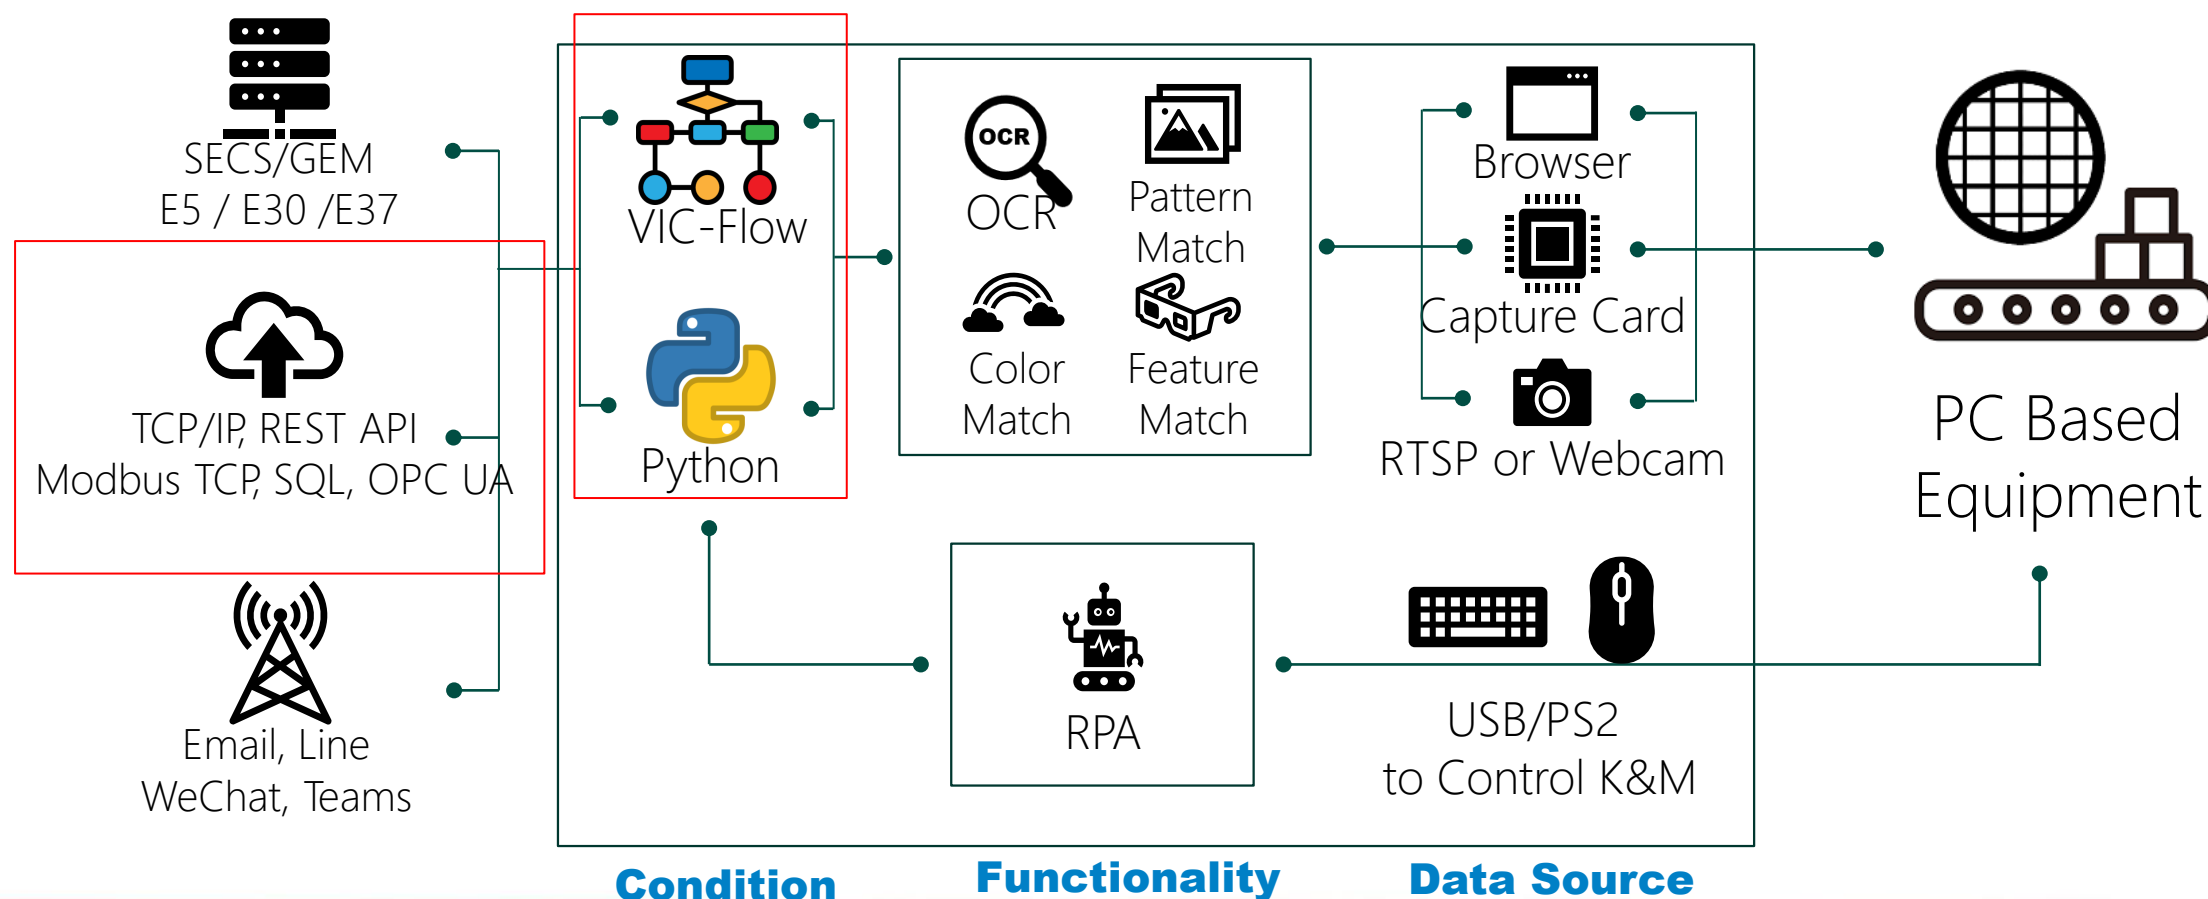 SECS/GEM
E5 / E30 /E37
TCP/IP, REST API
Modbus TCP, SQL, OPC UA
Email, Line
WeChat, Teams
VIC-Flow
Python
OCR
OCR
Pattern
Match
Color
Match
Feature
Match
RPA
Browser
Capture Card
RTSP or Webcam
USB/PS2
to Control K&M
PC Based
Equipment
Condition
Functionality
Data Source